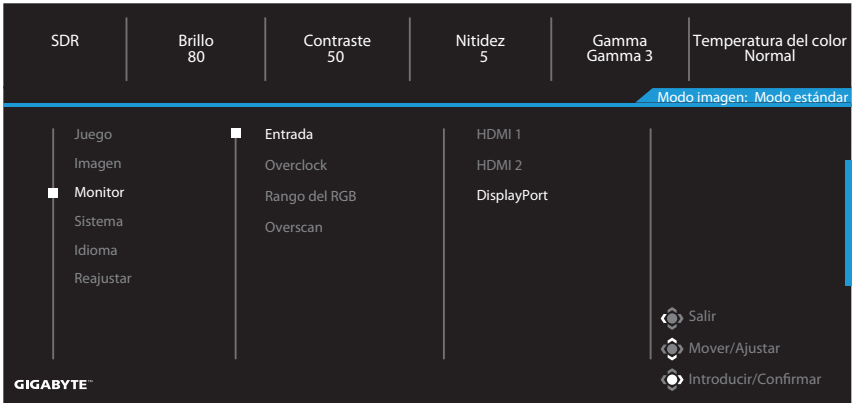 SDR
Brillo
80
Contraste
50
Nitidez
5
Gamma
Gamma 3
Temperatura del color
Normal
Modo imagen: Modo estándar
Juego
Imagen
Monitor
Sistema
Idioma
Reajustar
Entrada
Overclock
Rango del RGB
Overscan
HDMI 1
HDMI 2
DisplayPort
Salir
Mover/Ajustar
Introducir/Confirmar
GIGABYTE™